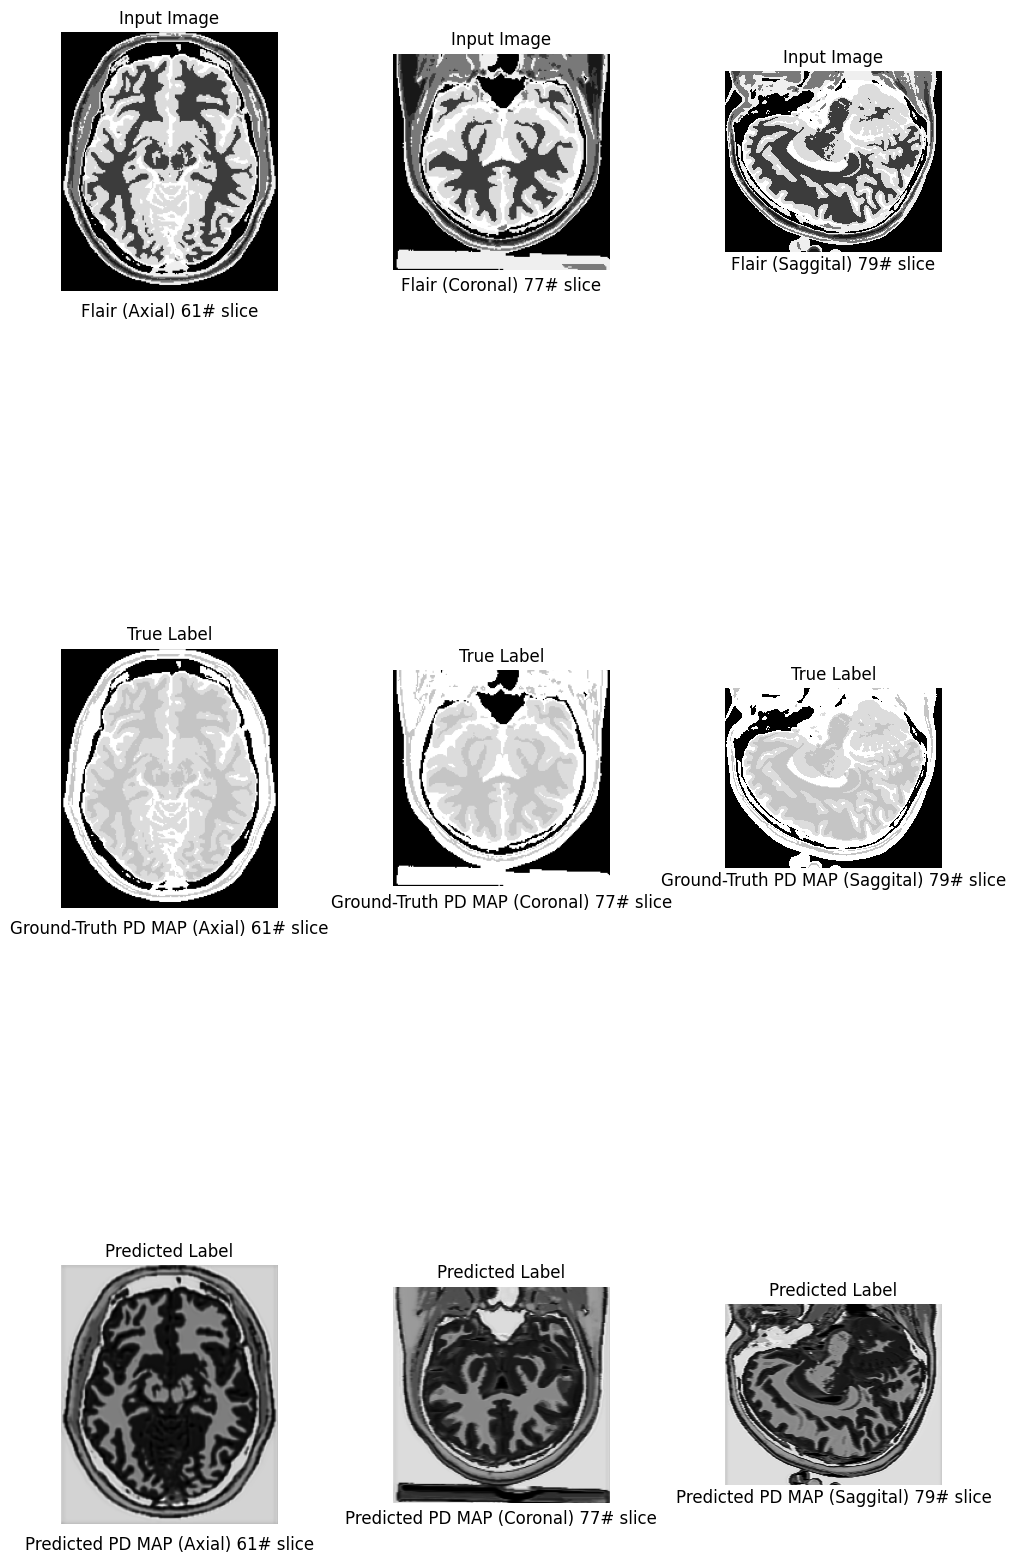 Input Image
Input Image
Input Image
Flair (Axial) 61# slice
Flair (Coronal) 77# slice
Flair (Saggital) 79# slice
True Label
True Label
True Label
Ground-Truth PD MAP (Axial) 61# slice
Ground-Truth PD MAP (Coronal) 77# slice
Ground-Truth PD MAP (Saggital) 79# slice
Predicted Label
Predicted Label
Predicted Label
Predicted PD MAP (Axial) 61# slice
Predicted PD MAP (Coronal) 77# slice
Predicted PD MAP (Saggital) 79# slice